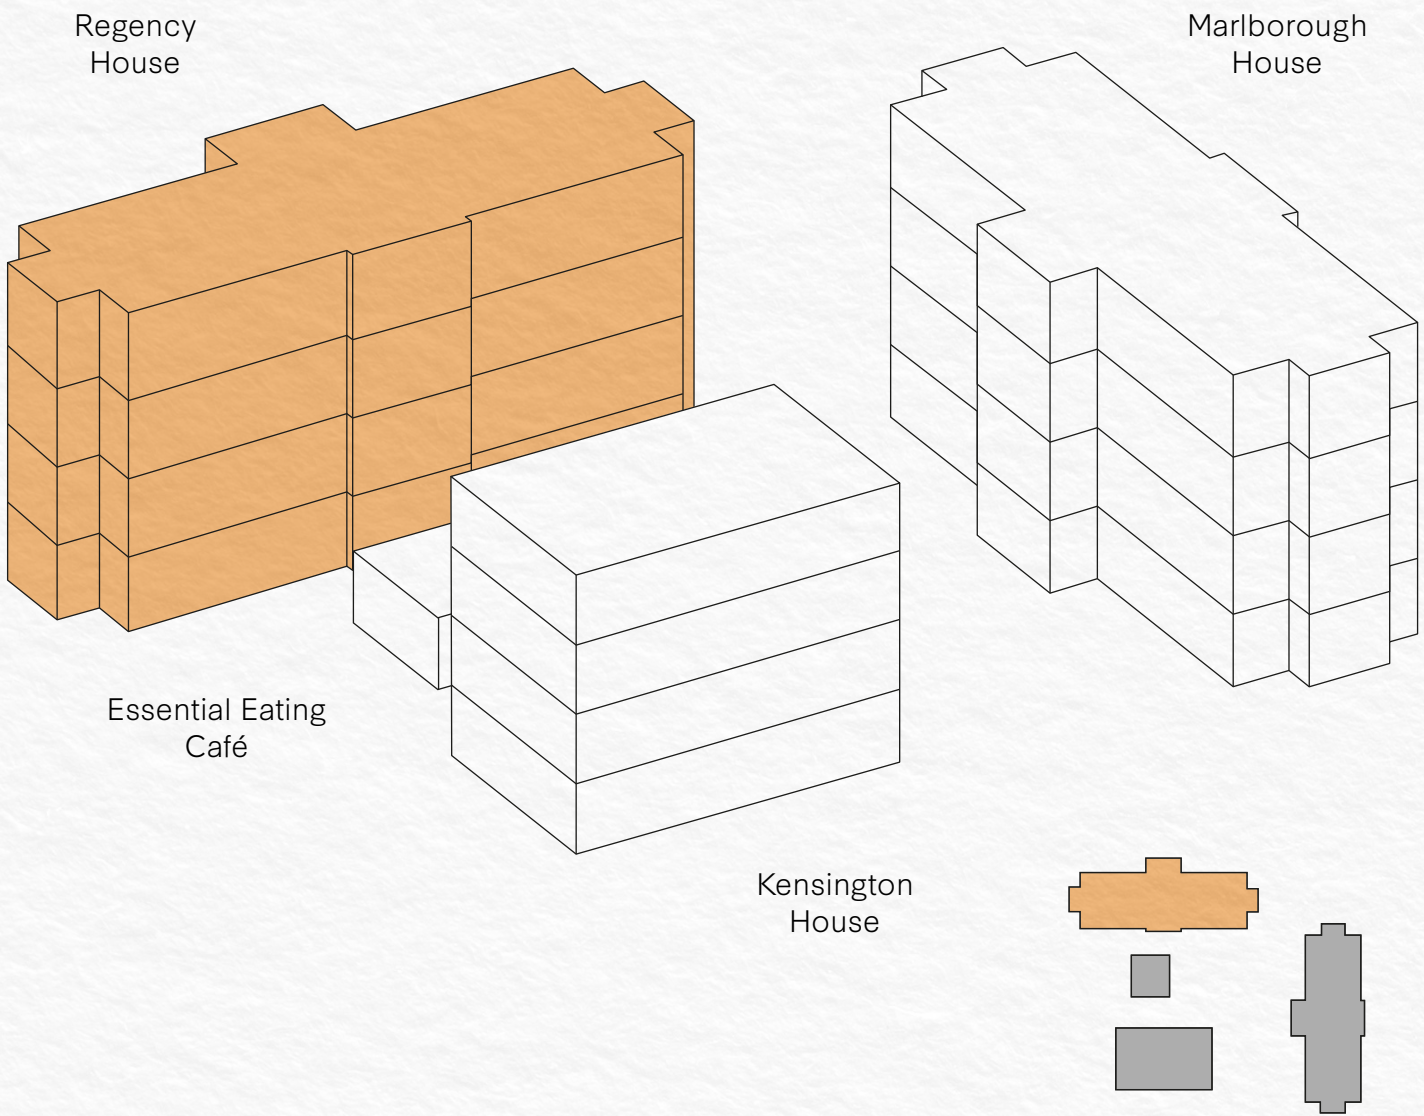 Regency
House
Marlborough
House
Essential Eating
Café
Kensington
House